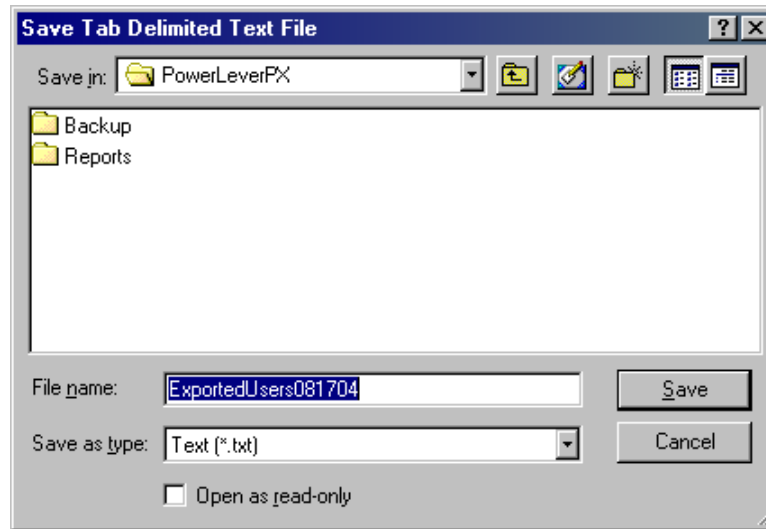 Save Tab Delimited Text File
Save in: PowerLeverPX
Backup
Reports
File name: ExportedUsers081704 Save
Save as type: Text (*.txt) Cancel
Open as read-only